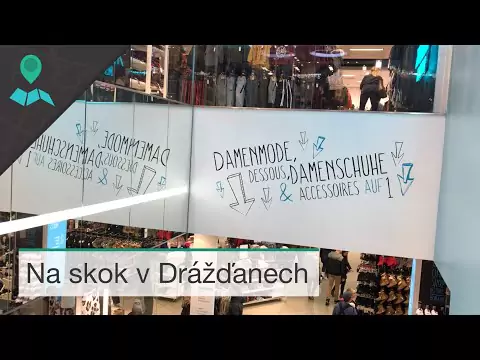 DAMENMODE,
DESSOUS, DAMENSCHUHE
& ACCESSOIRES AUF 1
Na skok v Drážďanech